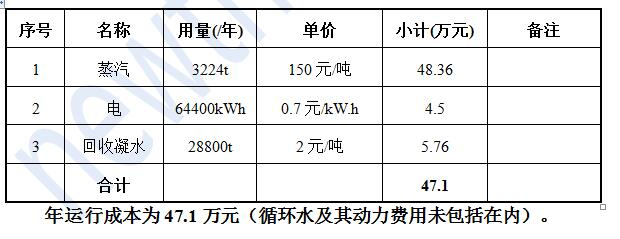 序号 名称 用量(/年) 单价 小计(万元) 备注
1 蒸汽 3224t 150 元/吨 48.36
2 电 64400kWh 0.7 元/kW.h 4.5
3 回收凝水 28800t 2 元/吨 5.76
合计 47.1
年运行成本为 47.1 万元（循环水及其动力费用未包括在内）。